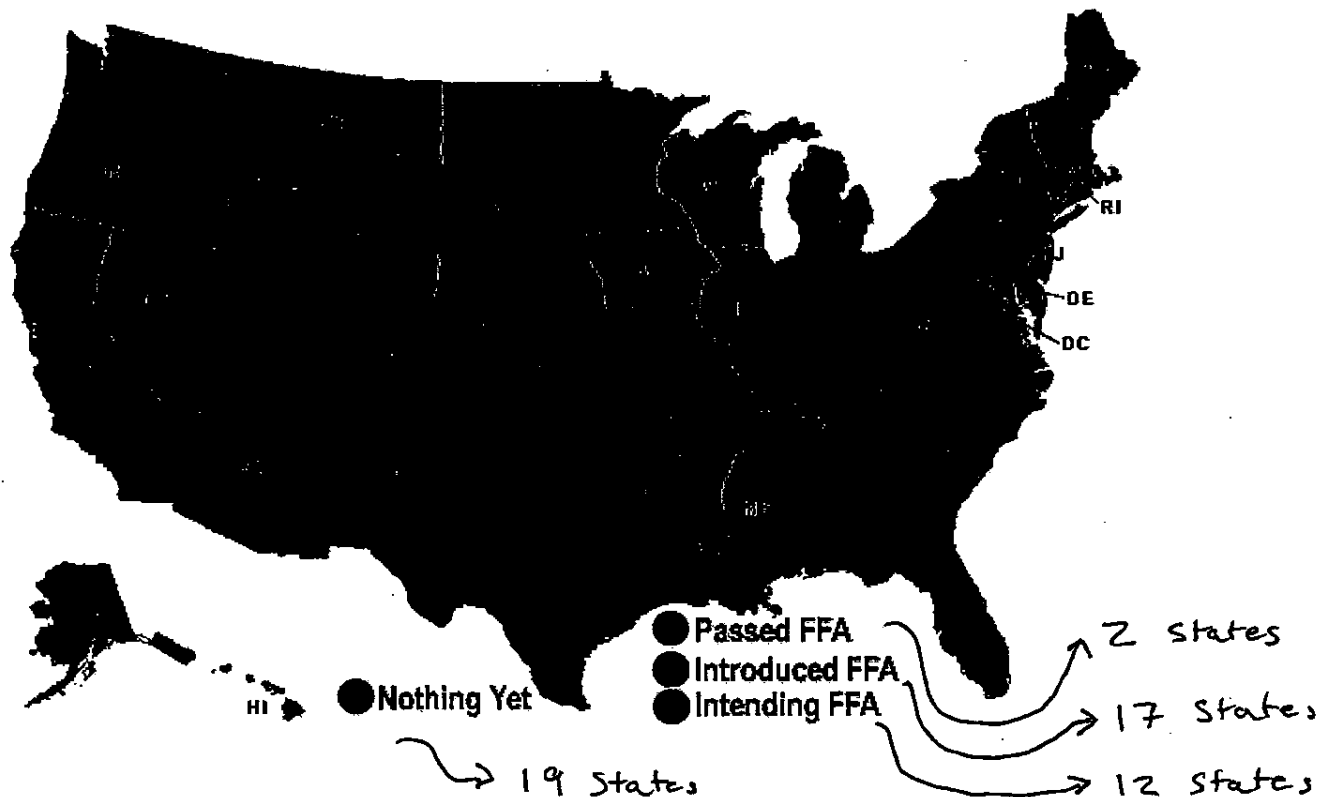 RI
DE
DC
HI
Passed FFA
2 States
Introduced FFA
17 States
Intending FFA
12 States
Nothing Yet
19 States